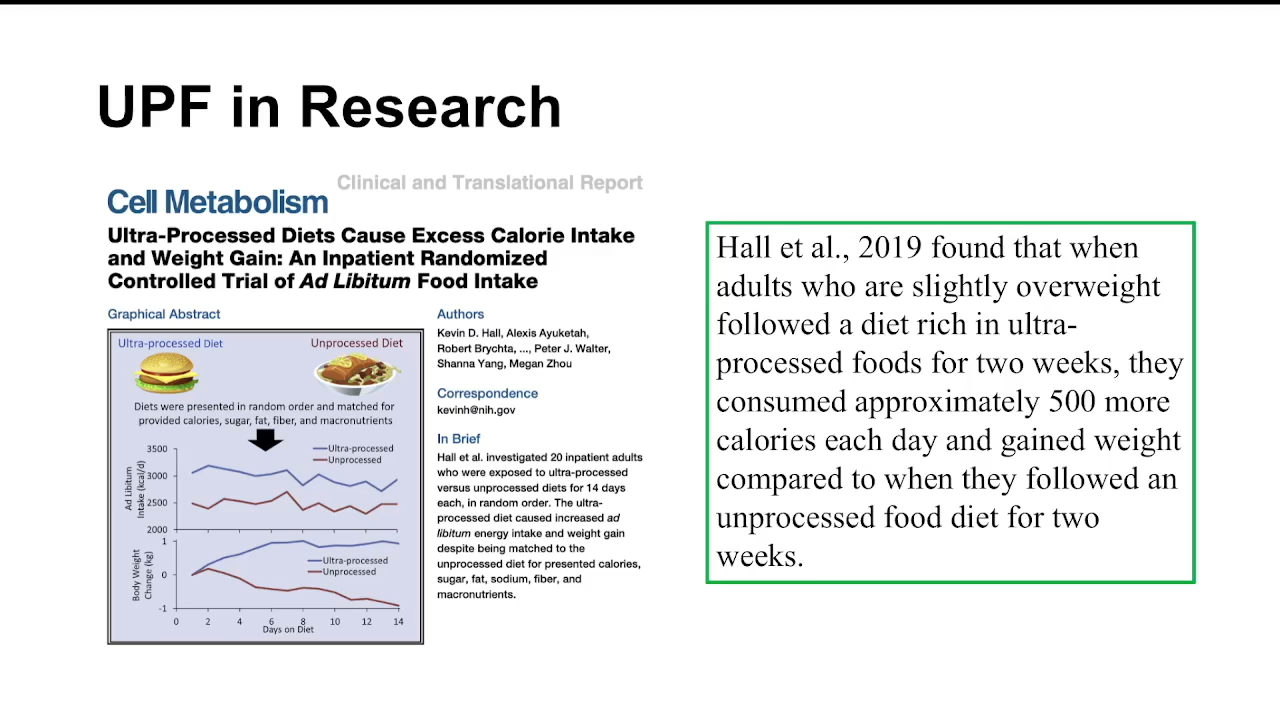 UPF in Research
Clinical and Translational Report
Cell Metabolism
Ultra-Processed Diets Cause Excess Calorie Intake
and Weight Gain: An Inpatient Randomized
Controlled Trial of Ad Libitum Food Intake
Graphical Abstract
Ultra-processed Diet
Unprocessed Diet
Diets were presented in random order and matched for
provided calories, sugar, fat, fiber, and macronutrients
Ad Libitum
Intake (kcal/d)
3500
3000
2500
2000
Ultra-processed
Unprocessed
Body Weight
Change (kg)
1
0
-1
Ultra-processed
Unprocessed
0 2 4 6 8 10 12 14
Days on Diet
Authors
Kevin D. Hall, Alexis Ayuketah,
Robert Brychta, ..., Peter J. Walter,
Shanna Yang, Megan Zhou
Correspondence
kevinh@nih.gov
In Brief
Hall et al. investigated 20 inpatient adults
who were exposed to ultra-processed
versus unprocessed diets for 14 days
each, in random order. The ultra-
processed diet caused increased ad
libitum energy intake and weight gain
despite being matched to the
unprocessed diet for presented calories,
sugar, fat, sodium, fiber, and
macronutrients.
Hall et al., 2019 found that when
adults who are slightly overweight
followed a diet rich in ultra-
processed foods for two weeks, they
consumed approximately 500 more
calories each day and gained weight
compared to when they followed an
unprocessed food diet for two
weeks.